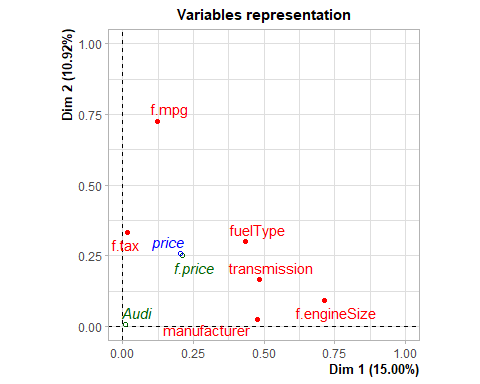 Variables representation
Dim 2 (10.92%)
1.00
0.75
0.50
0.25
0.00
f.mpg
f.tax
price
f.price
fuelType
transmission
f.engineSize
Audi
manufacturer
0.00 0.25 0.50 0.75 1.00
Dim 1 (15.00%)